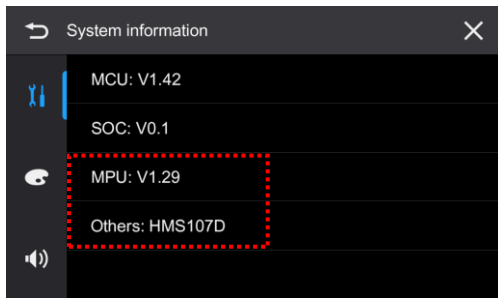 System information
MCU: V1.42
SOC: V0.1
MPU: V1.29
Others: HMS107D